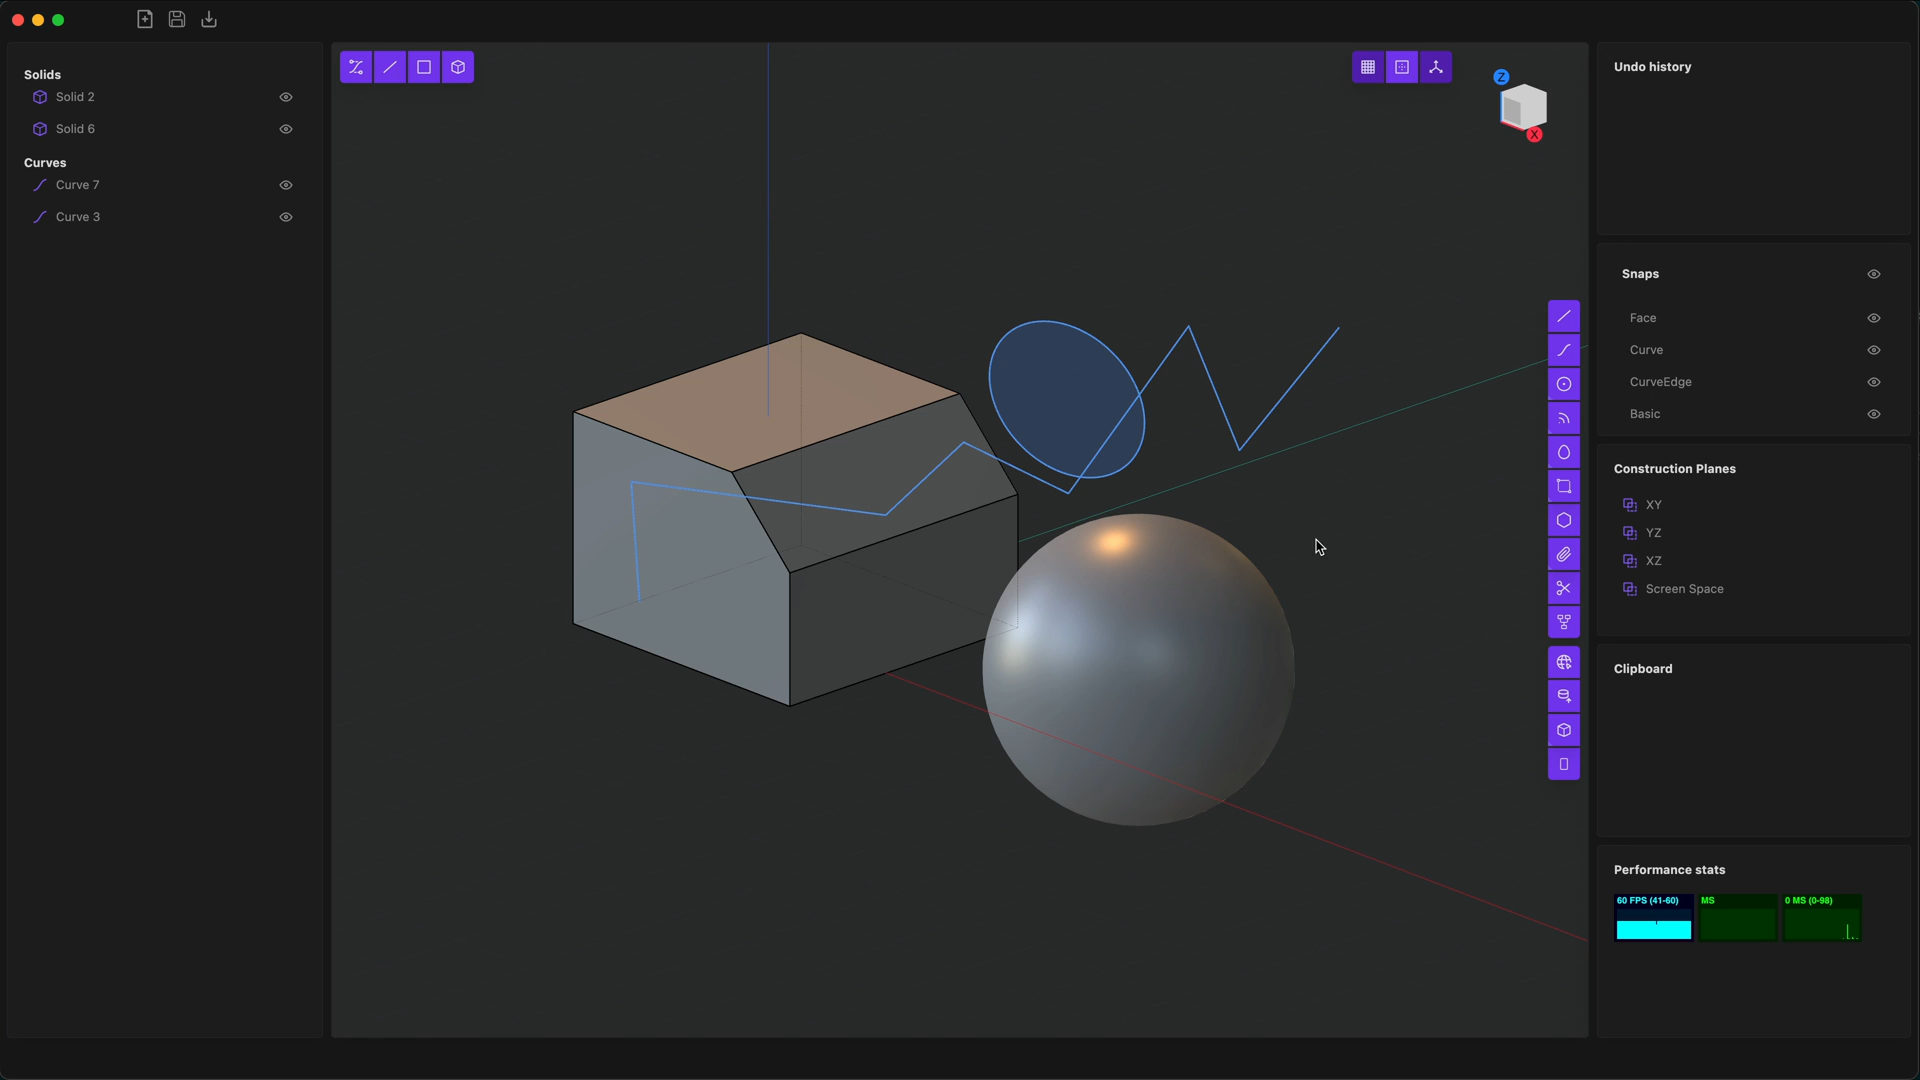 Solids
Solid 2
Solid 6
Curves
Curve 7
Curve 3
Z
X
Undo history
Snaps
Face
Curve
CurveEdge
Basic
Construction Planes
XY
YZ
XZ
Screen Space
Clipboard
Performance stats
60 FPS (41-60)
MS
0 MS (0-98)